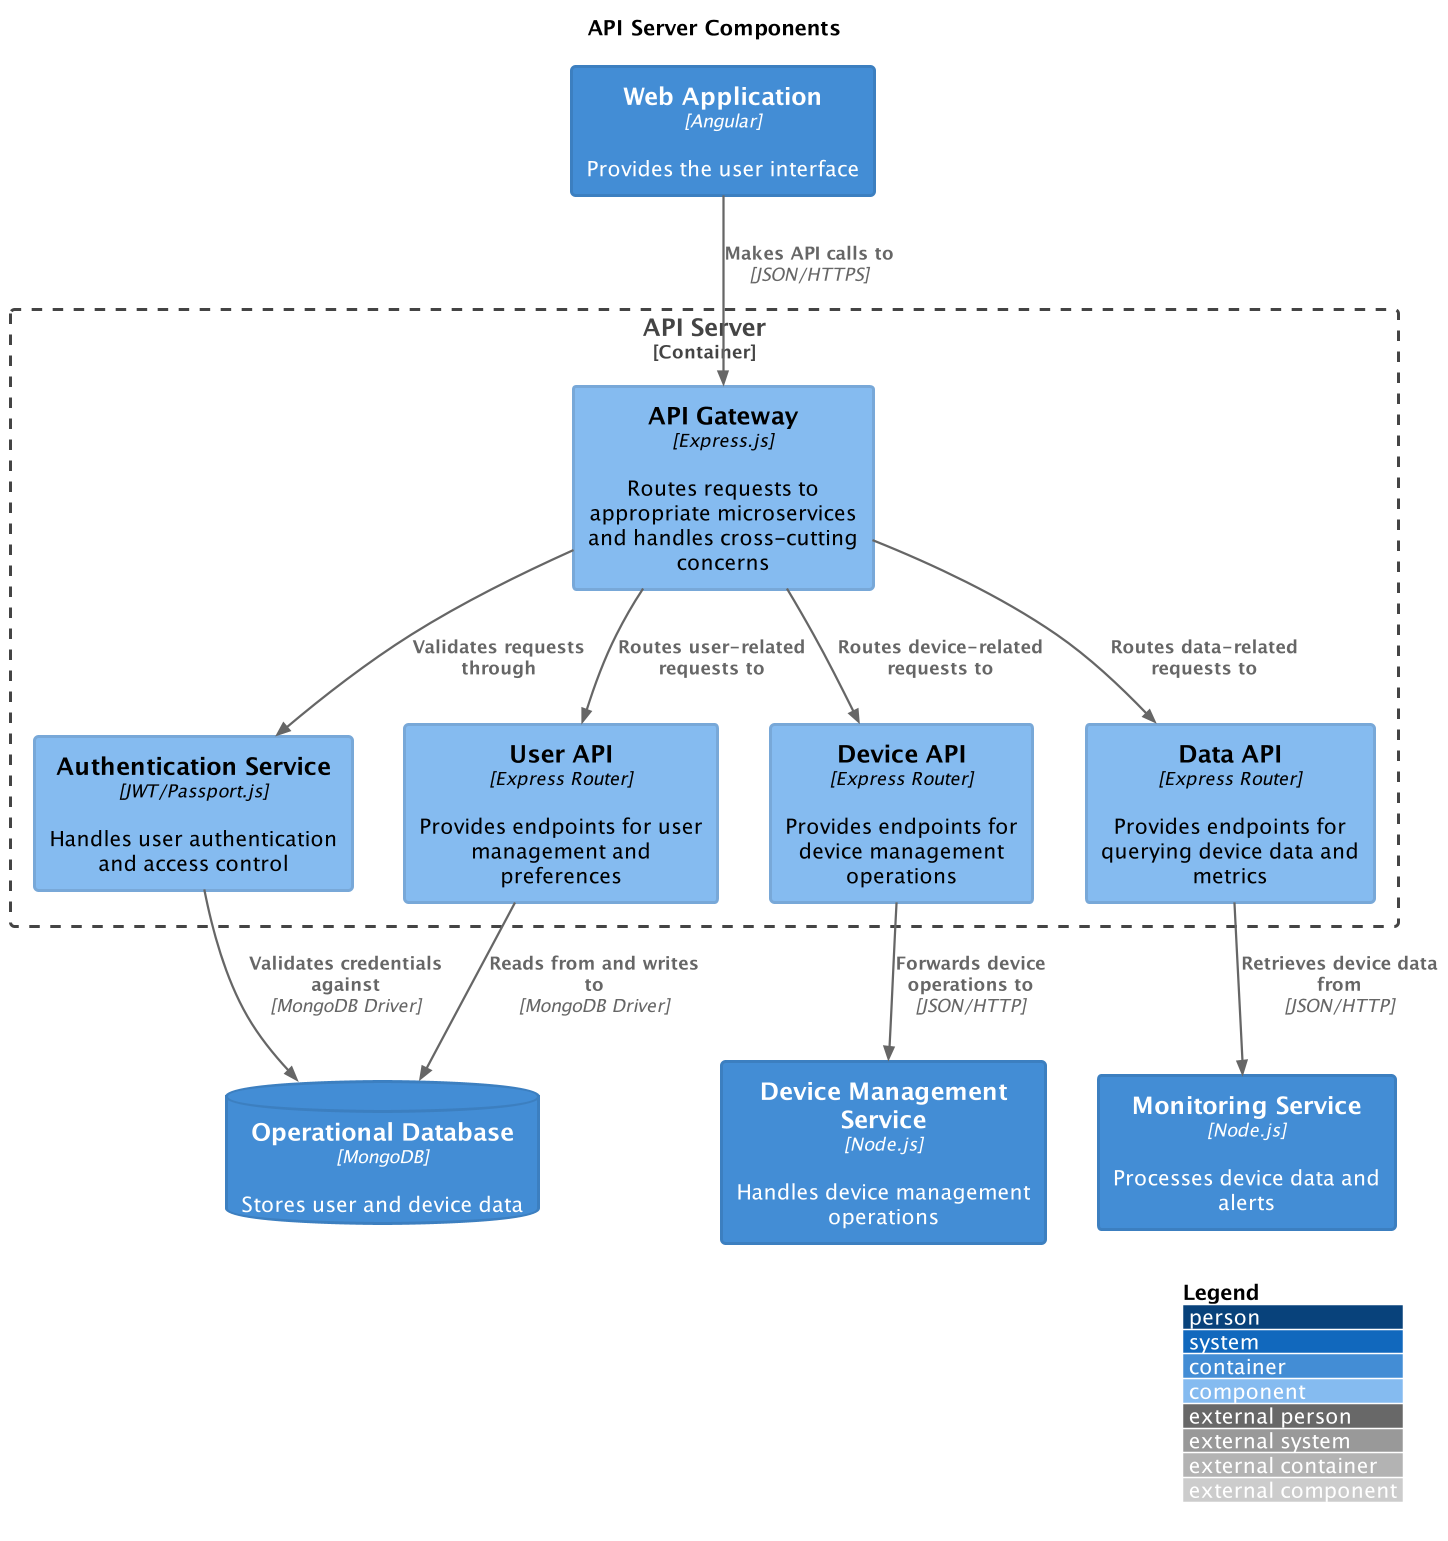 API Server Components
Web Application
[Angular]
Provides the user interface
Makes API calls to
[JSON/HTTPS]
API Server
[Container]
API Gateway
[Express.js]
Routes requests to
appropriate microservices
and handles cross-cutting
concerns
Validates requests
through
Routes user-related
requests to
Routes device-related
requests to
Routes data-related
requests to
Authentication Service
[JWT/Passport.js]
Handles user authentication
and access control
User API
[Express Router]
Provides endpoints for user
management and
preferences
Device API
[Express Router]
Provides endpoints for
device management
operations
Data API
[Express Router]
Provides endpoints for
querying device data and
metrics
Validates credentials
against
[MongoDB Driver]
Reads from and writes
to
[MongoDB Driver]
Forwards device
operations to
[JSON/HTTP]
Retrieves device data
from
[JSON/HTTP]
Operational Database
[MongoDB]
Stores user and device data
Device Management
Service
[Node.js]
Handles device management
operations
Monitoring Service
[Node.js]
Processes device data and
alerts
Legend
person
system
container
component
external person
external system
external container
external component